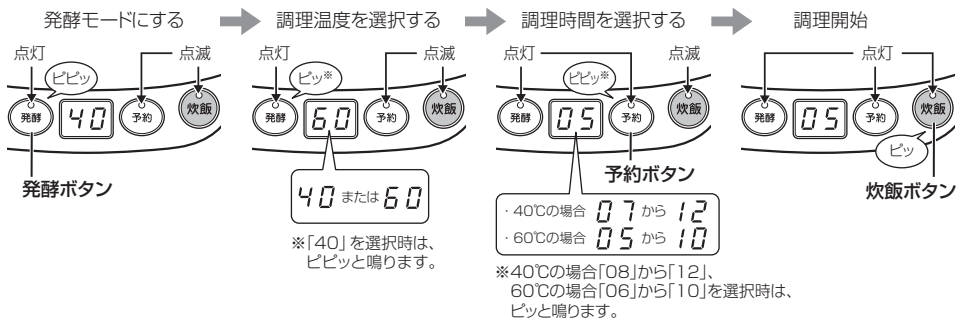 発酵モードにする
調理温度を選択する
調理時間を選択する
調理開始
点灯
点滅
ピピッ
発酵
40
予約
炊飯
発酵ボタン
点灯
点滅
ピッ※
発酵
60
予約
炊飯
40 または 60
※「40」を選択時は、
ピピッと鳴ります。
点灯
点滅
ピピッ※
発酵
05
予約
炊飯
予約ボタン
・40℃の場合 07 から 12
・60℃の場合 05 から 10
※40℃の場合「08」から「12」、
60℃の場合「06」から「10」を選択時は、
ピッと鳴ります。
点灯
発酵
05
予約
炊飯
ピッ
炊飯ボタン